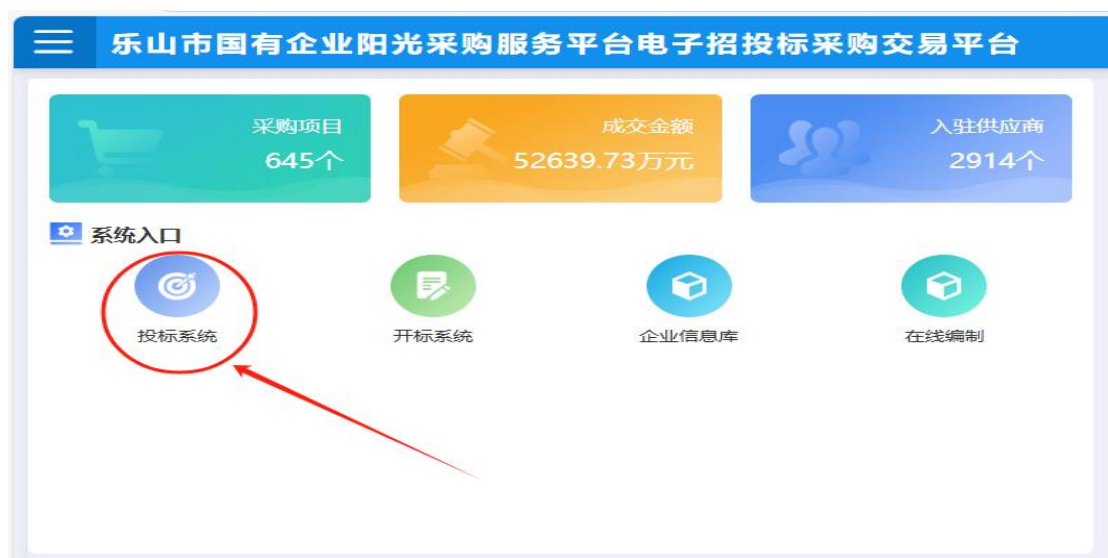 乐山市国有企业阳光采购服务平台电子招投标采购交易平台
采购项目
645个
成交金额
52639.73万元
入驻供应商
2914个
系统入口
投标系统
开标系统
企业信息库
在线编制